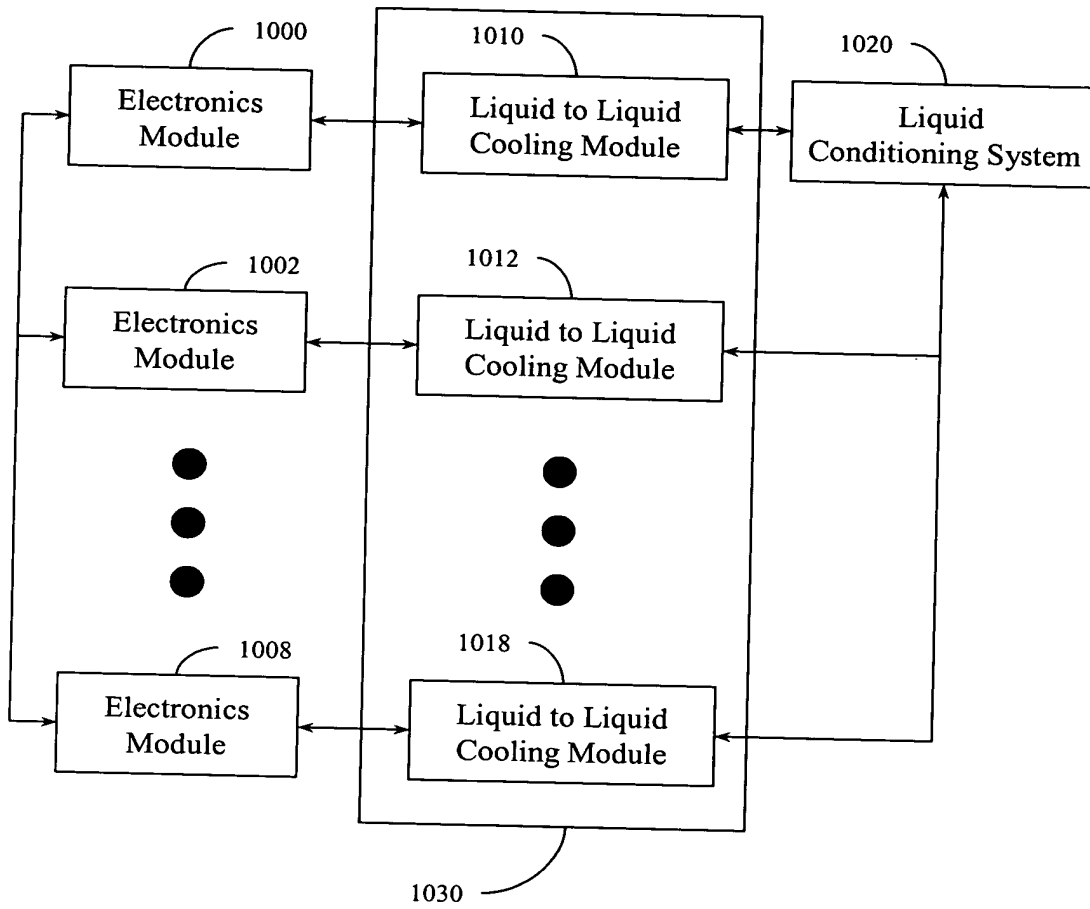 1000
1010
1020
Electronics
Module
Liquid to Liquid
Cooling Module
Liquid
Conditioning System
1002
1012
Electronics
Module
Liquid to Liquid
Cooling Module
1008
1018
Electronics
Module
Liquid to Liquid
Cooling Module
1030